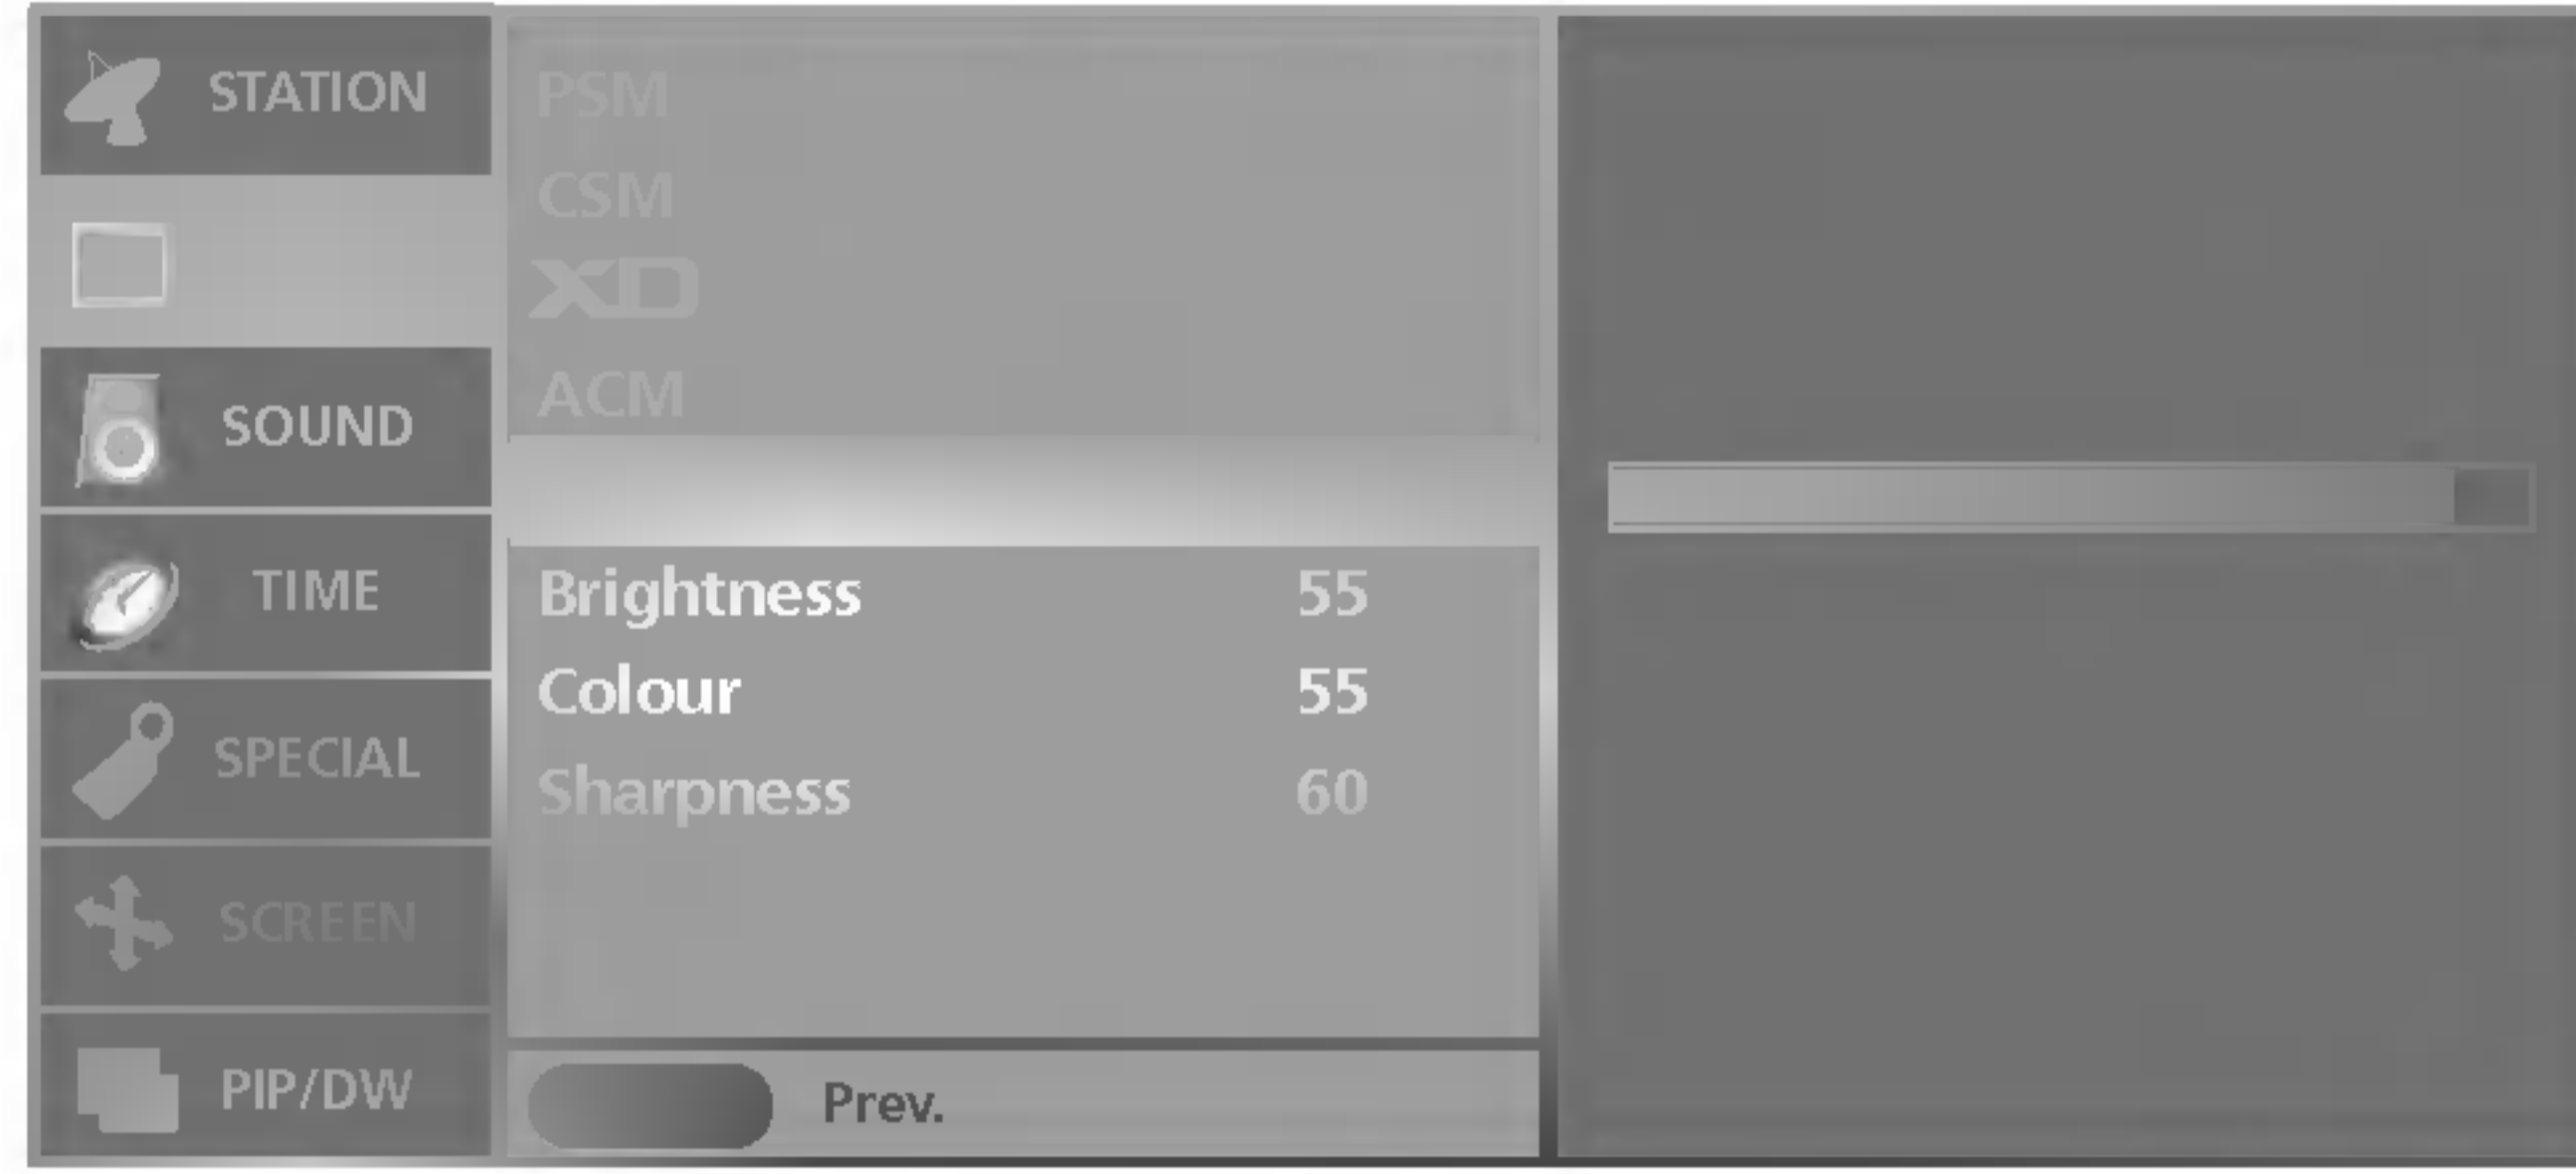 STATION
SOUND
TIME
SPECIAL
SCREEN
PIP/DW
PSM
CSM
XD
ACM
Brightness 55
Colour 55
Sharpness 60
Prev.